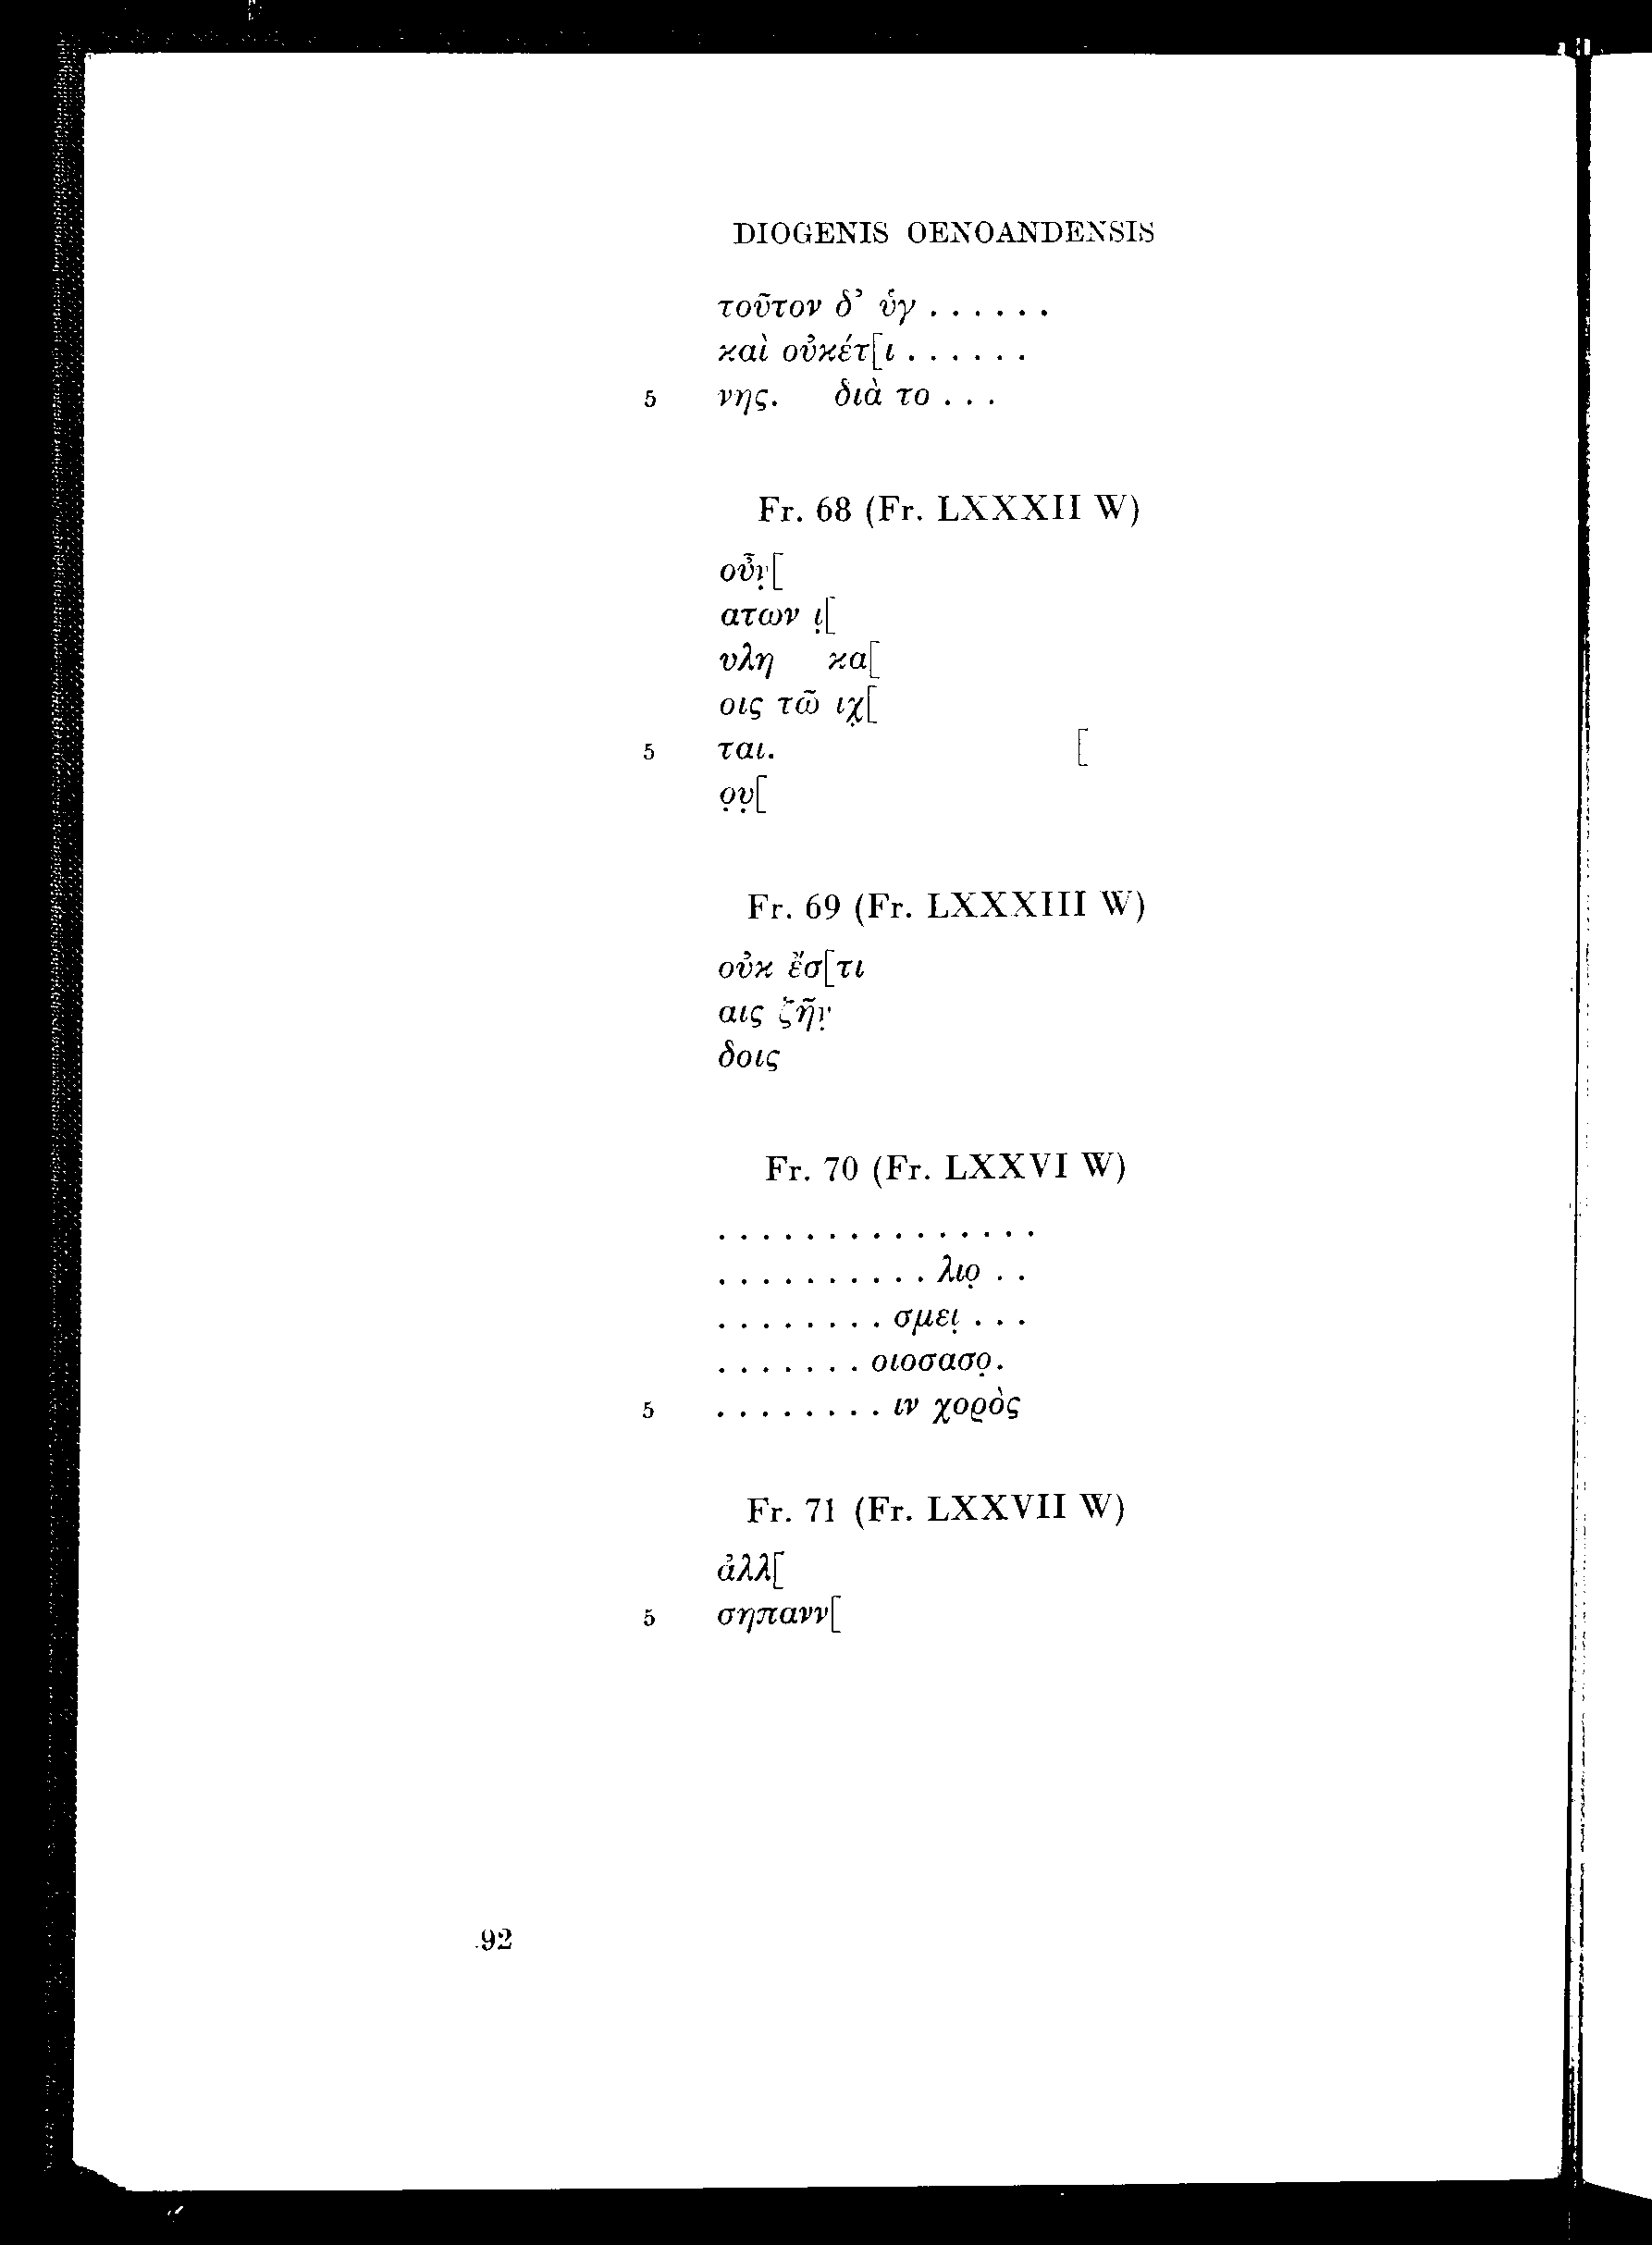 DIOGENIS OENOANDENSIS
τοῦτον δ’ ὑγ . . . . . .
καὶ οὐκέτ[ι . . . . . .
5 νης. διὰ το . . .
Fr. 68 (Fr. LXXXII W)
οὖν̣[
ατων ι̣[
υλη κα[
οις τῶ ιχ̣[
5 ται. [
ο̣υ̣[
Fr. 69 (Fr. LXXXIII W)
οὐκ ἔσ[τι
αις ζῆν̣
δοις
Fr. 70 (Fr. LXXVI W)
. . . . . . . . . . . . . . .
. . . . . . . . . . λιο̣ . .
. . . . . . . . σμει̣ . . .
. . . . . . . οιοσασο̣.
5 . . . . . . . . ιν χορὸς
Fr. 71 (Fr. LXXVII W)
ἀλλ[
5 σηπανν[
92